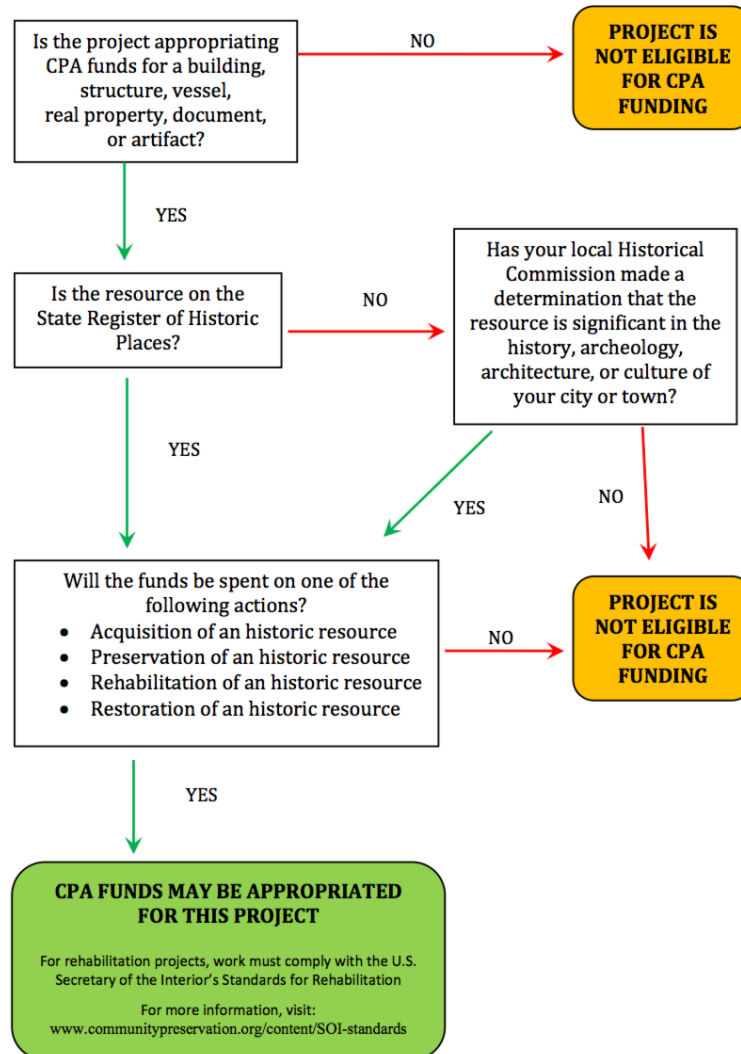 Is the project appropriating
CPA funds for a building,
structure, vessel,
real property, document,
or artifact?
NO
PROJECT IS
NOT ELIGIBLE
FOR CPA
FUNDING
YES
Is the resource on the
State Register of Historic
Places?
NO
Has your local Historical
Commission made a
determination that the
resource is significant in the
history, archeology,
architecture, or culture of
your city or town?
YES
YES
NO
Will the funds be spent on one of the
following actions?
• Acquisition of an historic resource
• Preservation of an historic resource
• Rehabilitation of an historic resource
• Restoration of an historic resource
NO
PROJECT IS
NOT ELIGIBLE
FOR CPA
FUNDING
YES
CPA FUNDS MAY BE APPROPRIATED
FOR THIS PROJECT
For rehabilitation projects, work must comply with the U.S.
Secretary of the Interior's Standards for Rehabilitation
For more information, visit:
www.communitypreservation.org/content/SOI-standards